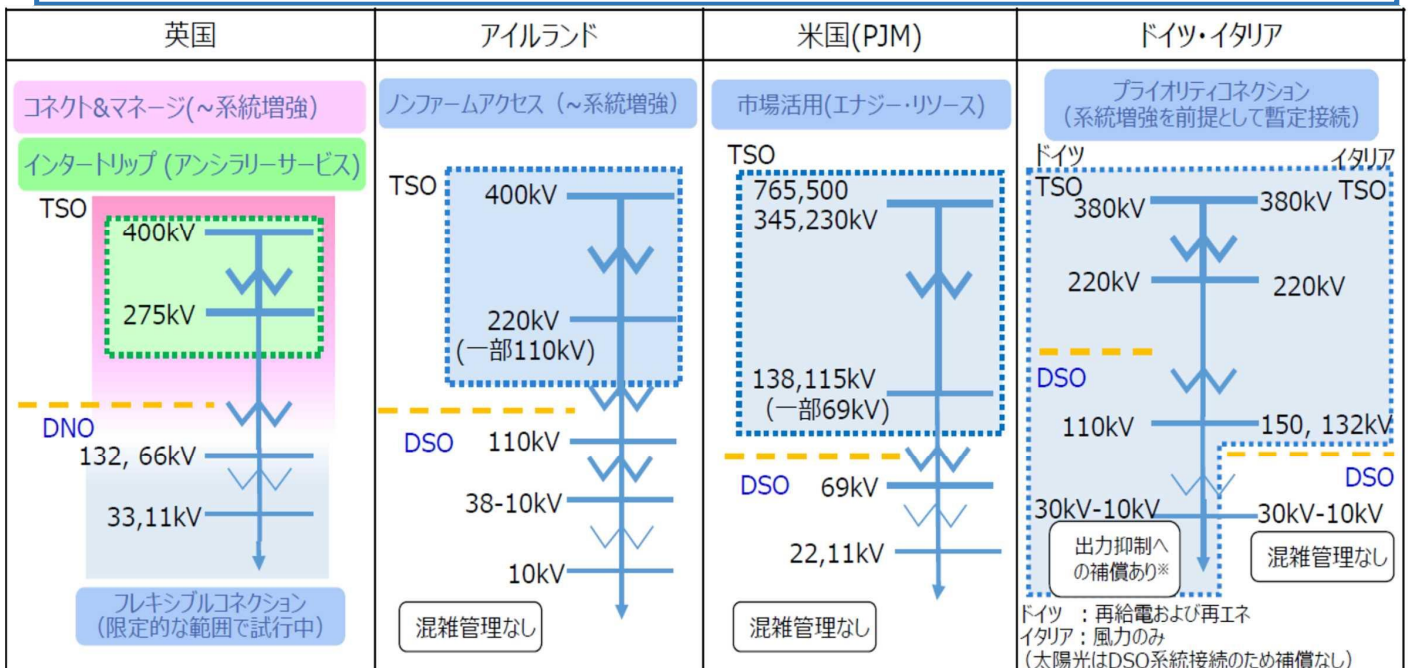 英国
アイルランド
米国(PJM)
ドイツ・イタリア
コネクト&マネージ(~系統増強)
インタートリップ (アンシラリーサービス)
TSO
400kV
275kV
DNO
132, 66kV
33,11kV
フレキシブルコネクション
(限定的な範囲で試行中)
ノンファームアクセス (~系統増強)
TSO
400kV
220kV
(一部110kV)
DSO
110kV
38-10kV
10kV
混雑管理なし
市場活用(エナジー・リソース)
TSO
765,500
345,230kV
138,115kV
(一部69kV)
DSO
69kV
22,11kV
混雑管理なし
プライオリティコネクション
(系統増強を前提として暫定接続)
ドイツ
イタリア
TSO
TSO
380kV
380kV
220kV
220kV
DSO
110kV
150, 132kV
DSO
30kV-10kV
30kV-10kV
出力抑制へ
の補償あり※
混雑管理なし
ドイツ :再給電および再エネ
イタリア:風力のみ
(太陽光はDSO系統接続のため補償なし)